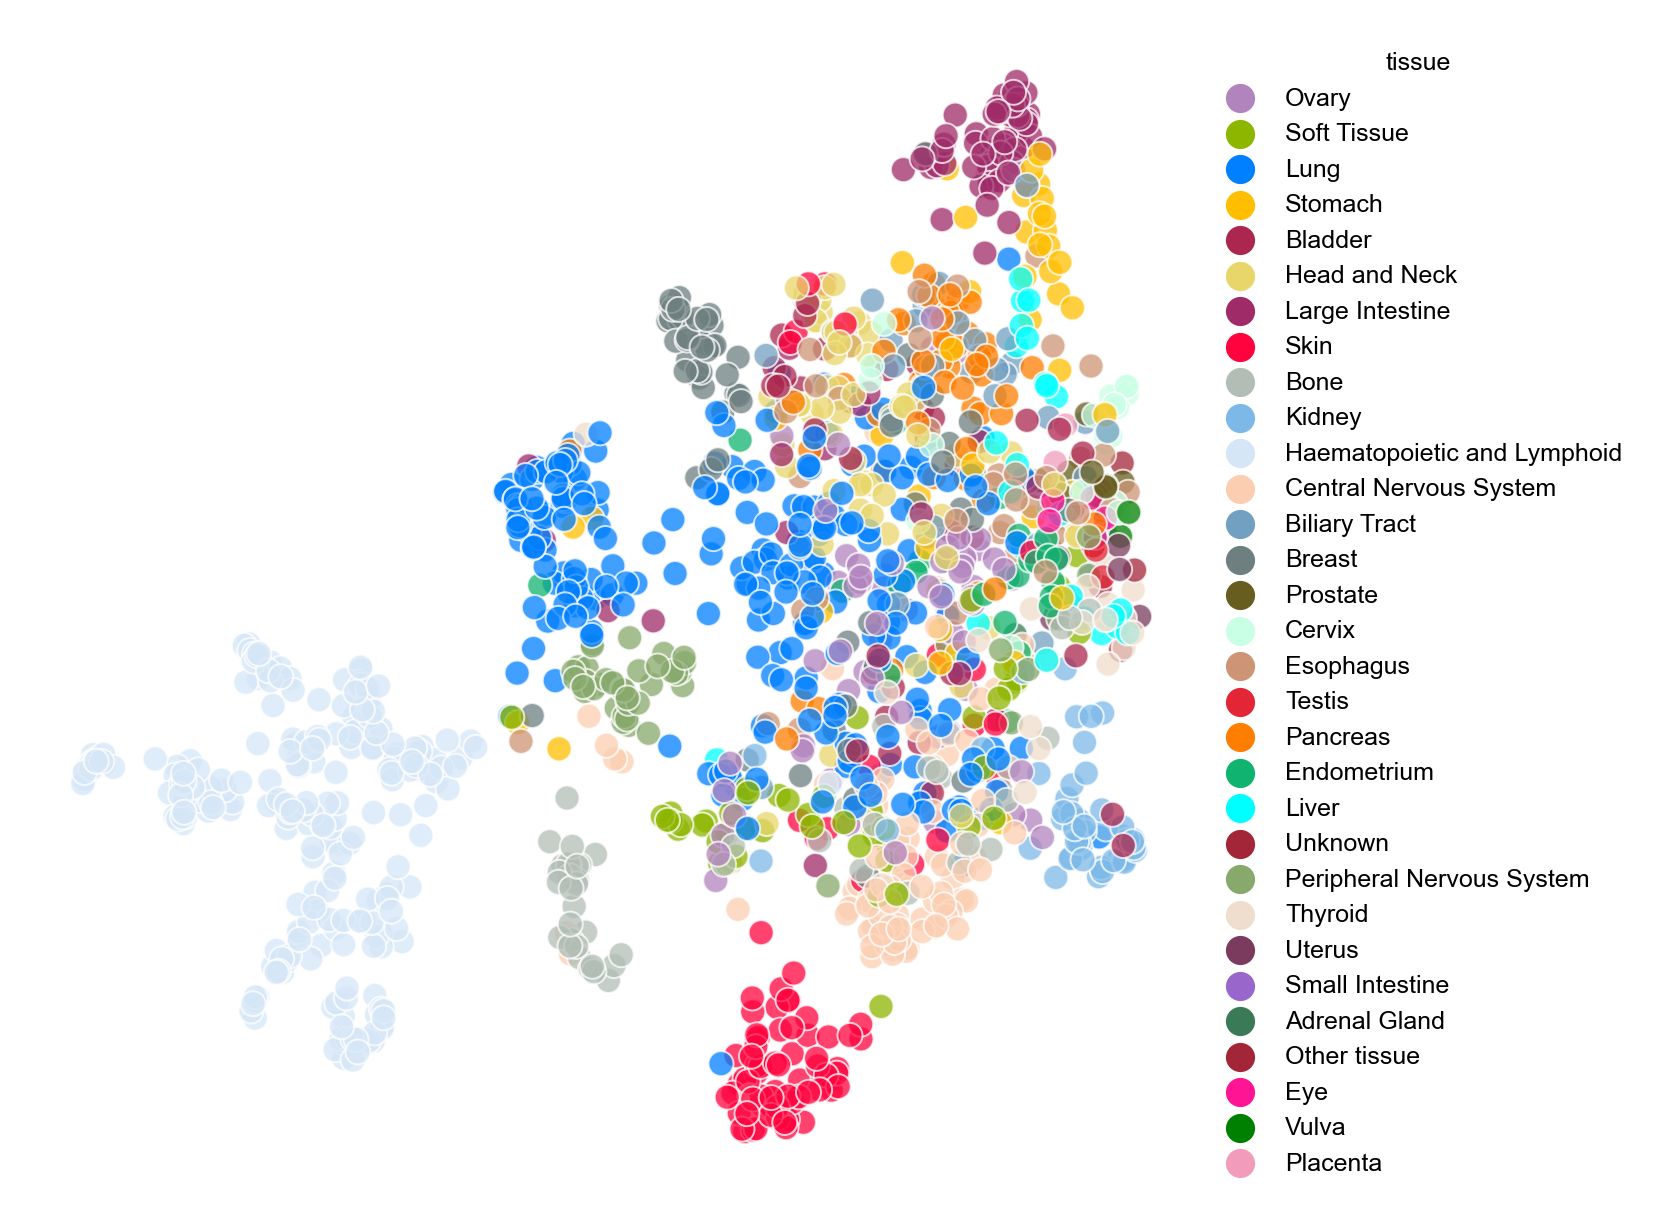 tissue
Ovary
Soft Tissue
Lung
Stomach
Bladder
Head and Neck
Large Intestine
Skin
Bone
Kidney
Haematopoietic and Lymphoid
Central Nervous System
Biliary Tract
Breast
Prostate
Cervix
Esophagus
Testis
Pancreas
Endometrium
Liver
Unknown
Peripheral Nervous System
Thyroid
Uterus
Small Intestine
Adrenal Gland
Other tissue
Eye
Vulva
Placenta